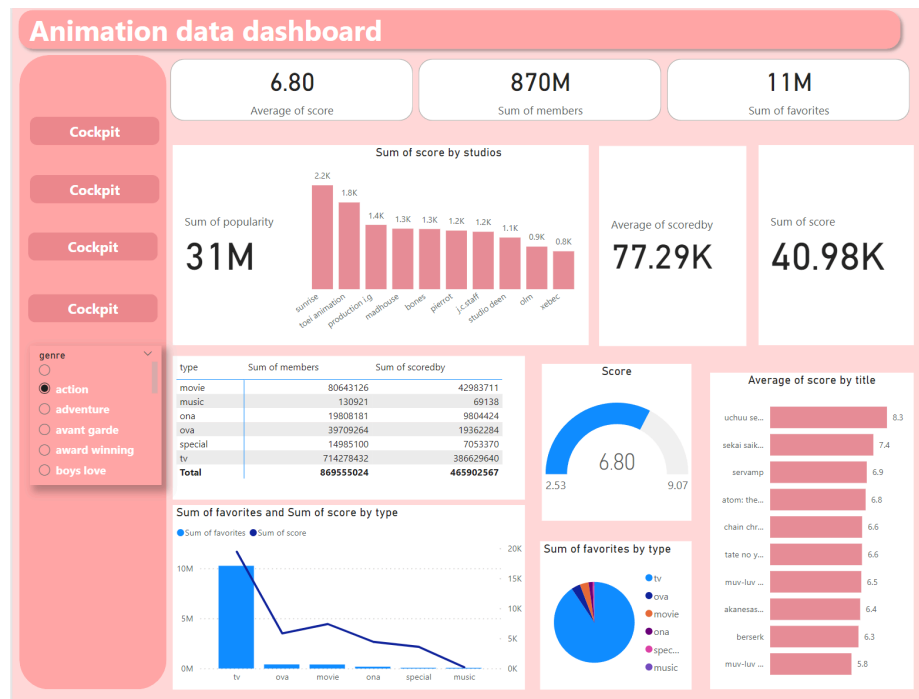 Animation data dashboard
6.80
Average of score
870M
Sum of members
11M
Sum of favorites
Cockpit
Cockpit
Cockpit
Cockpit
genre
action
adventure
avant garde
award winning
boys love
Sum of popularity
31M
Sum of score by studios
2.2K
1.8K
1.4K
1.3K
1.3K
1.2K
1.2K
1.1K
0.9K
0.8K
sunrise
toei animation
production i.g
madhouse
bones
pierrot
j.c.staff
studio deen
olm
xebec
Average of scoredby
77.29K
Sum of score
40.98K
type Sum of members Sum of scoredby
movie 80643126 42983711
music 130921 69138
ona 19808181 9804424
ova 39709264 19362284
special 14985100 7053370
tv 714278432 386629640
Total 869555024 465902567
Score
6.80
2.53 9.07
Average of score by title
uchuu se... 8.3
sekai saik... 7.4
servamp 6.9
atom: the... 6.8
chain chr... 6.6
tate no y... 6.6
muv-luv ... 6.5
akanesas... 6.4
berserk 6.3
muv-luv ... 5.8
Sum of favorites and Sum of score by type
Sum of favorites Sum of score
10M
5M
0M
20K
15K
10K
5K
0K
tv ova movie ona special music
Sum of favorites by type
tv
ova
movie
ona
spec...
music